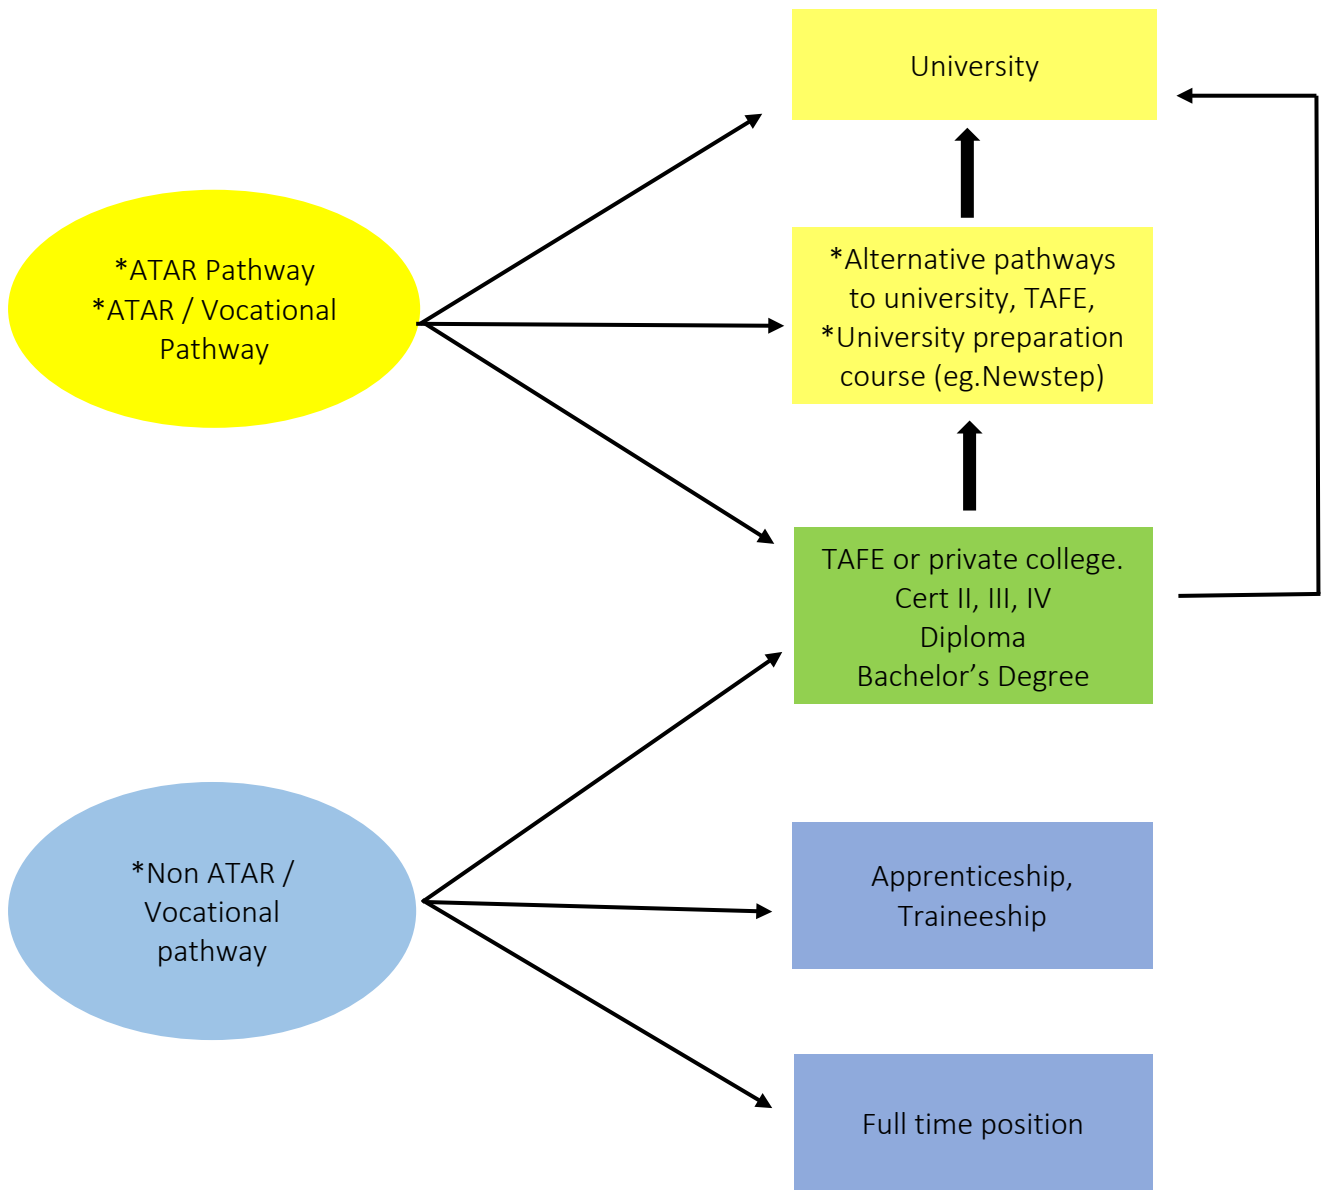 University
*ATAR Pathway
*ATAR / Vocational
Pathway
*Alternative pathways
to university, TAFE,
*University preparation
course (eg.Newstep)
TAFE or private college.
Cert II, III, IV
Diploma
Bachelor’s Degree
*Non ATAR /
Vocational
pathway
Apprenticeship,
Traineeship
Full time position